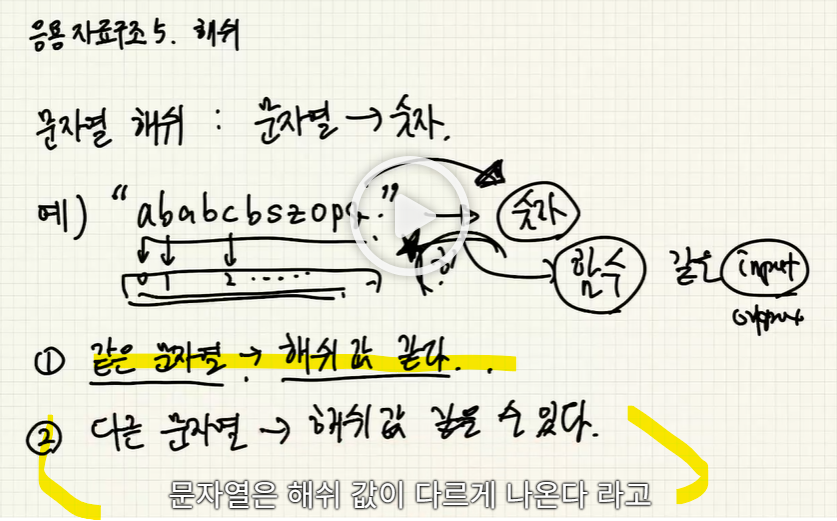 응용 자료구조 5. 해쉬
문자열 해쉬 : 문자열 → 숫자.
예) “ababcbszop ..” → 숫자
0 1 2 ..... 함수 같은 input
output
① 같은 문자열 → 해쉬 값 같다.
② 다른 문자열 → 해쉬 값 같을 수 있다.
문자열은 해쉬 값이 다르게 나온다 라고